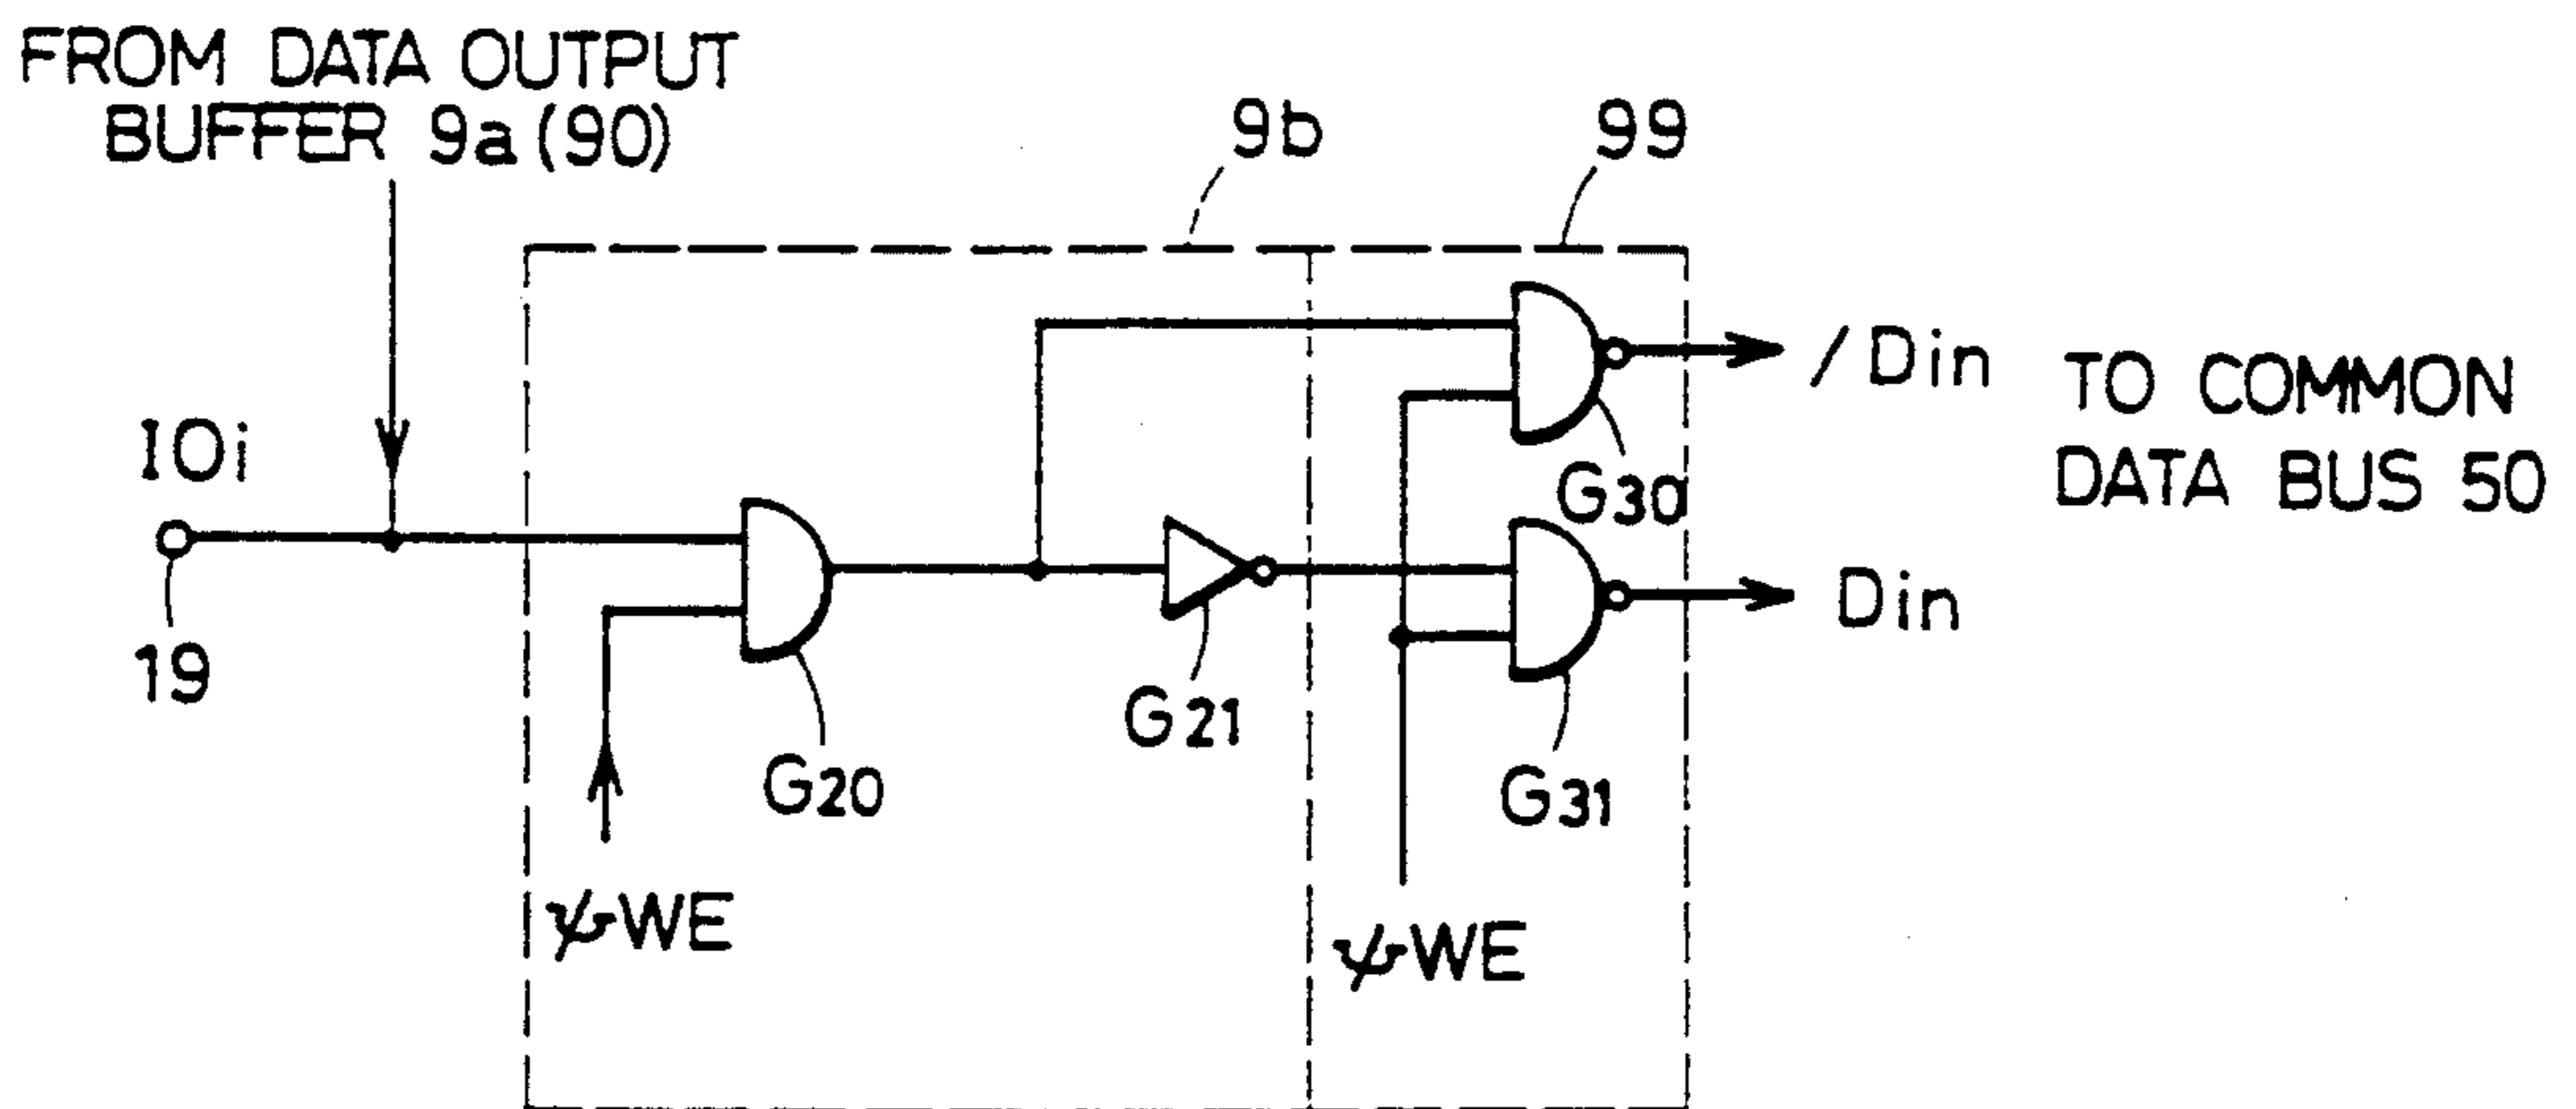 FROM DATA OUTPUT
BUFFER 9a (90)
9b
99
/Din
TO COMMON
DATA BUS 50
IOi
G30
19
Din
G21
G20
G31
ψWE
ψWE